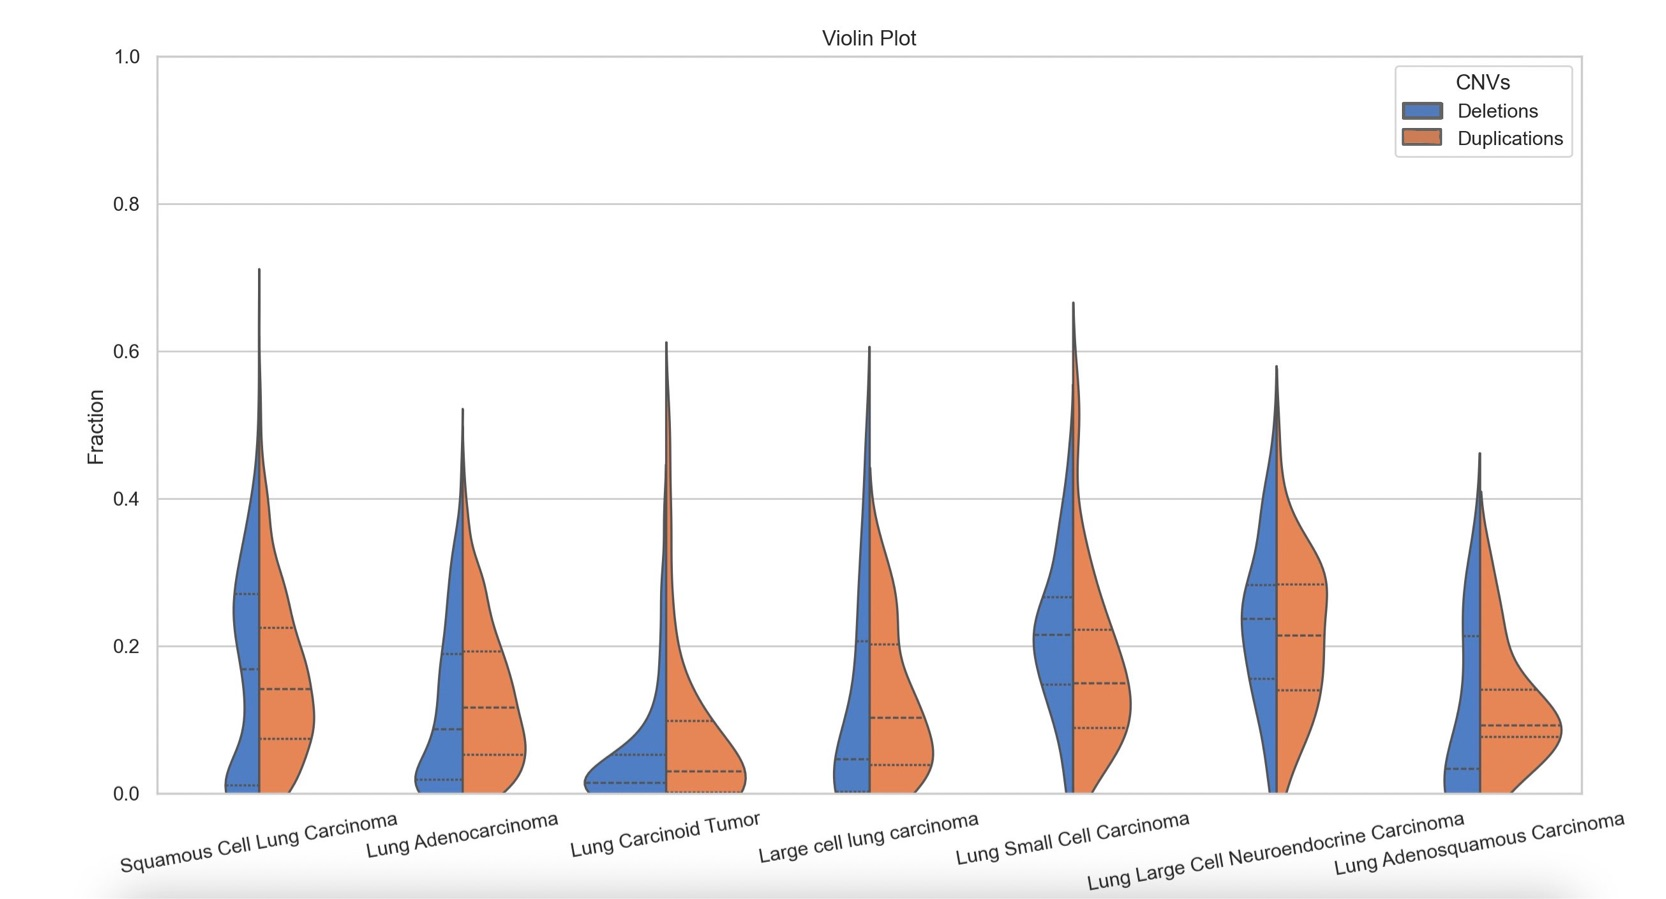 Violin Plot
1.0
0.8
0.6
0.4
0.2
0.0
Fraction
CNVs
Deletions
Duplications
Squamous Cell Lung Carcinoma
Lung Adenocarcinoma
Lung Carcinoid Tumor
Large cell lung carcinoma
Lung Small Cell Carcinoma
Lung Large Cell Neuroendocrine Carcinoma
Lung Adenosquamous Carcinoma